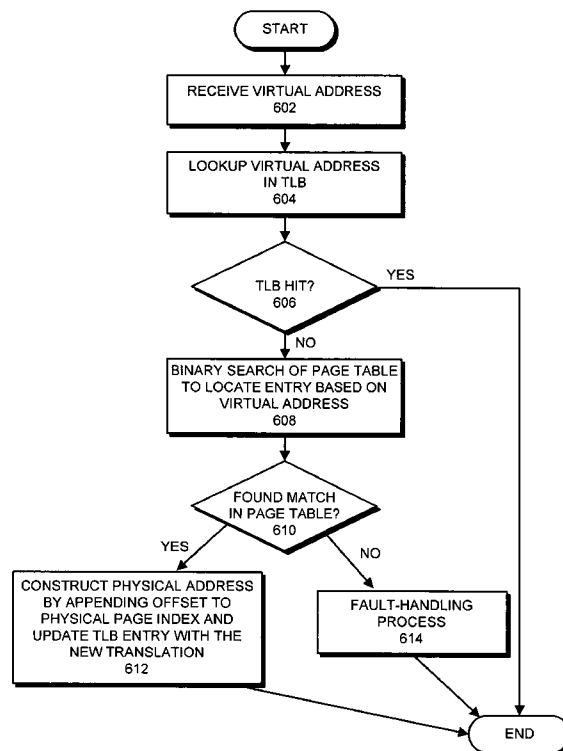 START
RECEIVE VIRTUAL ADDRESS
602
LOOKUP VIRTUAL ADDRESS
IN TLB
604
TLB HIT?
606
YES
NO
BINARY SEARCH OF PAGE TABLE
TO LOCATE ENTRY BASED ON
VIRTUAL ADDRESS
608
FOUND MATCH
IN PAGE TABLE?
610
YES
NO
CONSTRUCT PHYSICAL ADDRESS
BY APPENDING OFFSET TO
PHYSICAL PAGE INDEX AND
UPDATE TLB ENTRY WITH THE
NEW TRANSLATION
612
FAULT-HANDLING
PROCESS
614
END